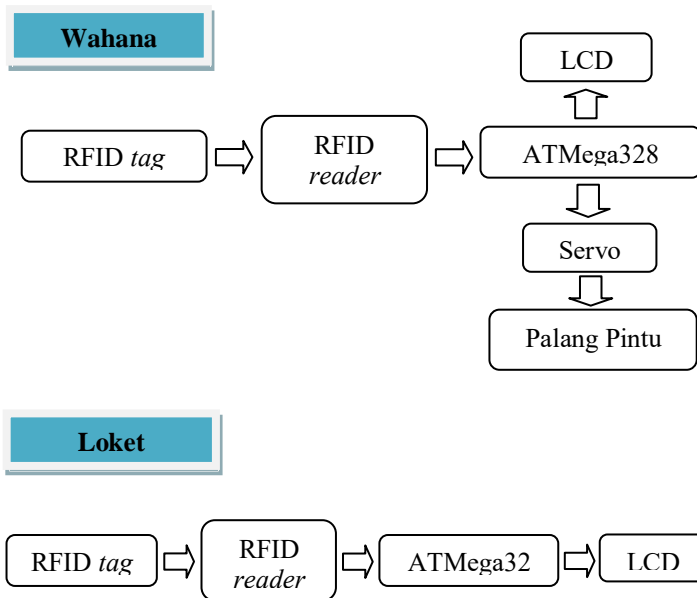 Wahana
LCD
RFID tag
RFID
reader
ATMega328
Servo
Palang Pintu
Loket
RFID tag
RFID
reader
ATMega32
LCD